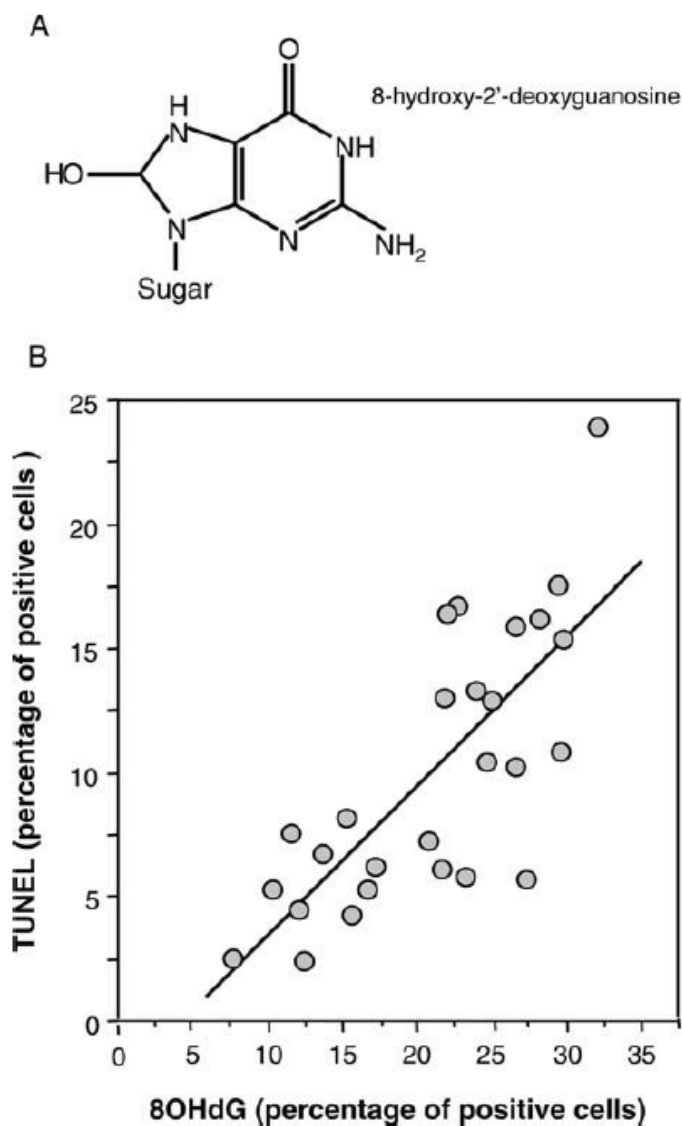 A
O
8-hydroxy-2'-deoxyguanosine
H
N
NH
HO
N
N
NH2
Sugar
B
25
20
15
10
5
0
TUNEL (percentage of positive cells )
0 5 10 15 20 25 30 35
8OHdG (percentage of positive cells)